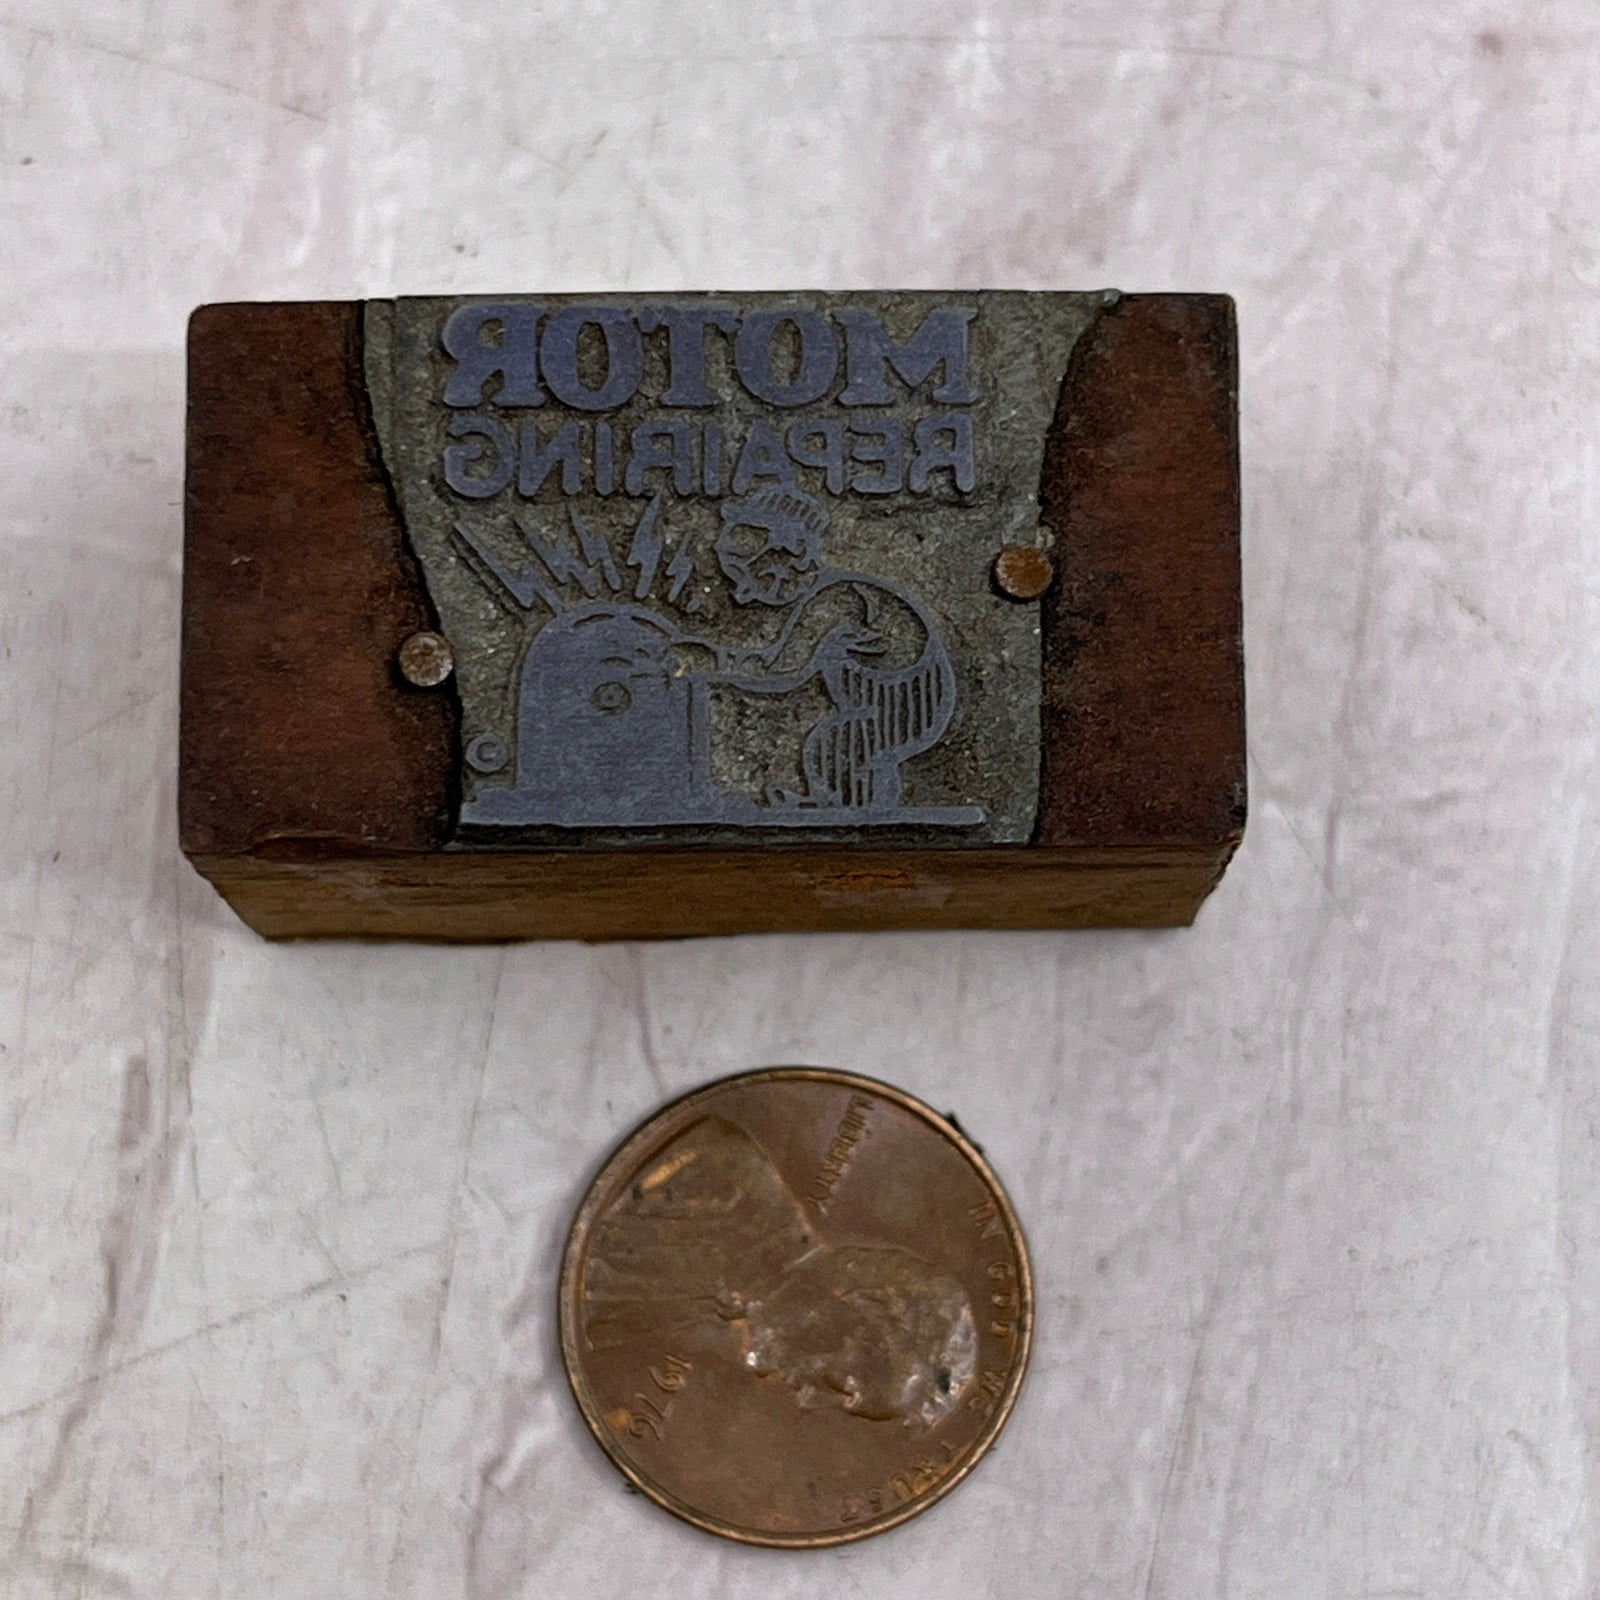 MOTOR
REPAIRING
©
LIBERTY
IN GOD WE TRUST
1976